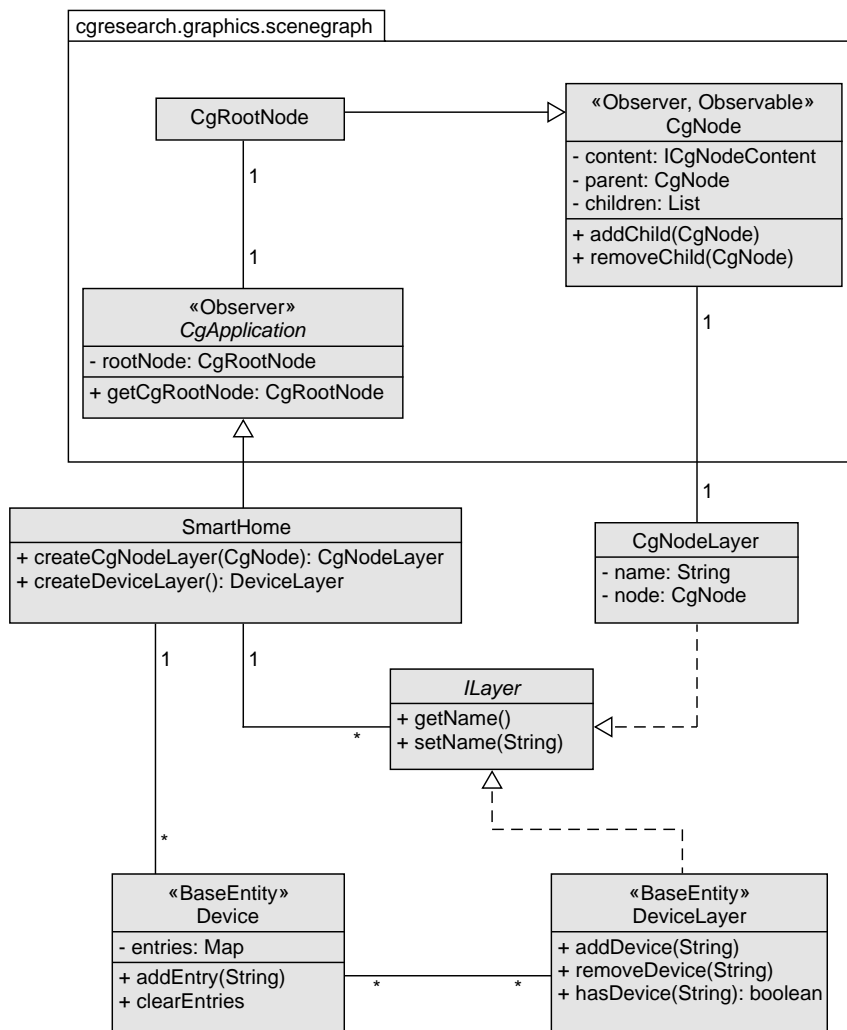 cgresearch.graphics.scenegraph
CgRootNode
«Observer, Observable»
CgNode
- content: ICgNodeContent
- parent: CgNode
- children: List
+ addChild(CgNode)
+ removeChild(CgNode)
1
1
«Observer»
CgApplication
- rootNode: CgRootNode
+ getCgRootNode: CgRootNode
1
1
SmartHome
+ createCgNodeLayer(CgNode): CgNodeLayer
+ createDeviceLayer(): DeviceLayer
CgNodeLayer
- name: String
- node: CgNode
1
1
ILayer
+ getName()
+ setName(String)
*
*
«BaseEntity»
Device
- entries: Map
+ addEntry(String)
+ clearEntries
«BaseEntity»
DeviceLayer
+ addDevice(String)
+ removeDevice(String)
+ hasDevice(String): boolean
*
*